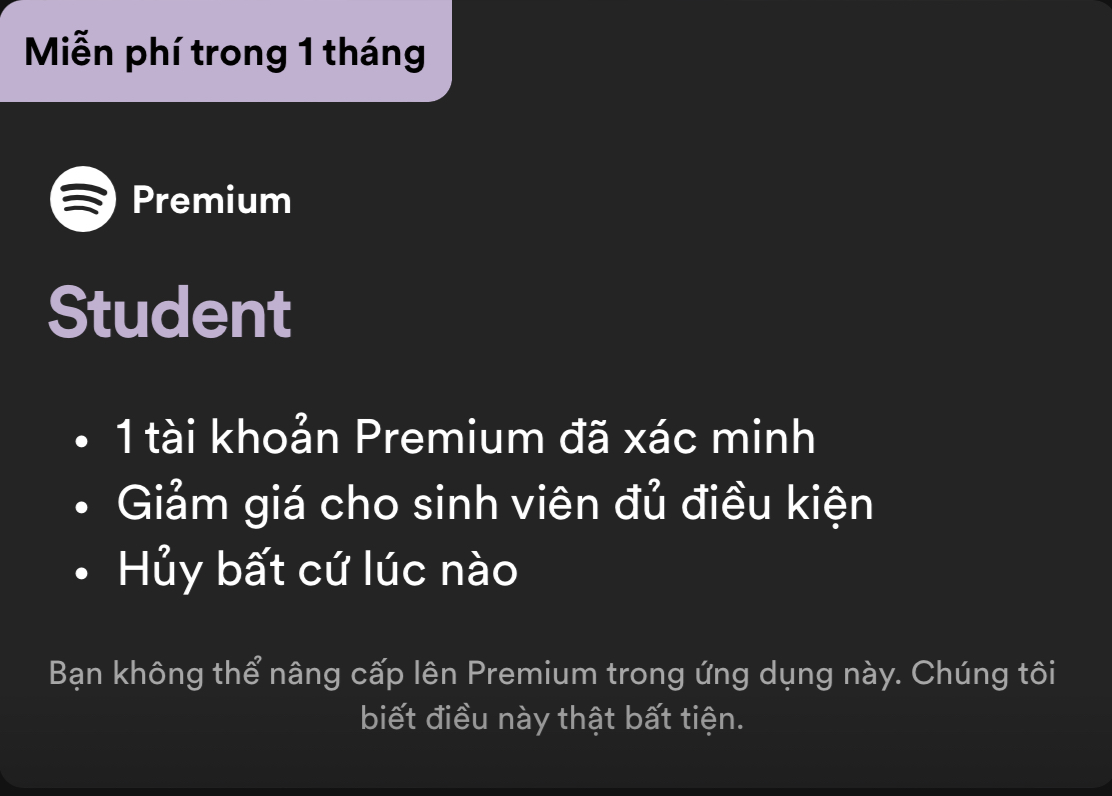 Miễn phí trong 1 tháng
Premium
Student
• 1 tài khoản Premium đã xác minh
• Giảm giá cho sinh viên đủ điều kiện
• Hủy bất cứ lúc nào
Bạn không thể nâng cấp lên Premium trong ứng dụng này. Chúng tôi
biết điều này thật bất tiện.